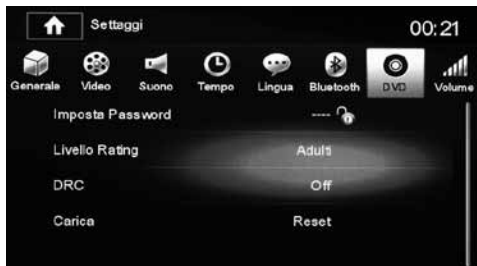 Settaggi 00:21
Generale Video Suono Tempo Lingua Bluetooth DVD Volume
Imposta Password ----
Livello Rating Adulti
DRC Off
Carica Reset